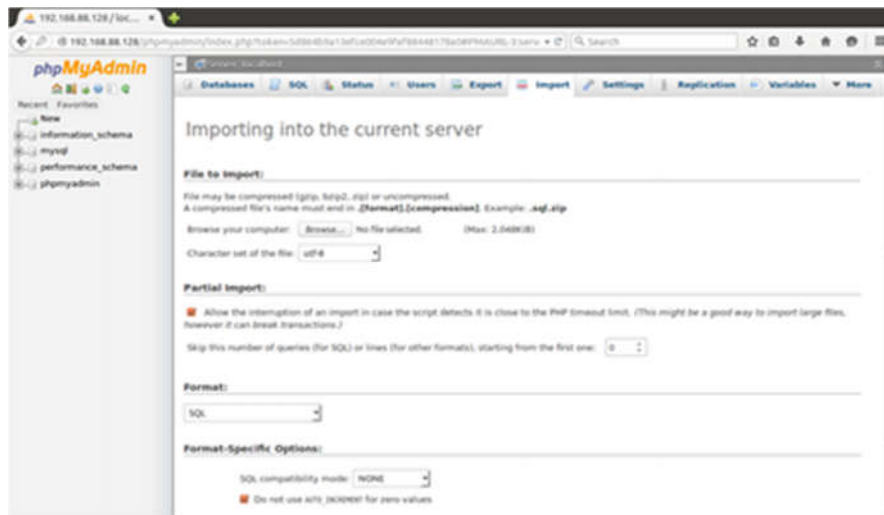 192.168.88.128 / loc...
192.168.88.128/phpmyadmin/index.php?token=
Search
phpMyAdmin
Recent Favorites
New
information_schema
mysql
performance_schema
phpmyadmin
Server: localhost
Databases SQL Status Users Export Import Settings Replication Variables More
Importing into the current server
File to Import:
File may be compressed (gzip, bzip2, zip) or uncompressed.
A compressed file's name must end in .[format].[compression]. Example: .sql.zip
Browse your computer: Browse... No file selected. (Max: 2,048KiB)
Character set of the file: utf-8
Partial Import:
Allow the interruption of an import in case the script detects it is close to the PHP timeout limit. (This might be a good way to import large files,
however it can break transactions.)
Skip this number of queries (for SQL) or lines (for other formats), starting from the first one: 0
Format:
SQL
Format-Specific Options:
SQL compatibility mode: NONE
Do not use AUTO_INCREMENT for zero values